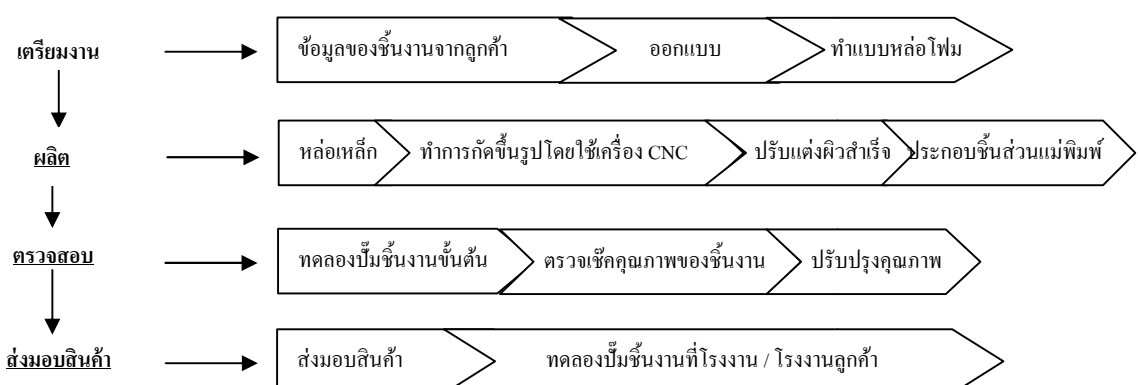 เตรียมงาน
ข้อมูลของชิ้นงานจากลูกค้า
ออกแบบ
ทำแบบหล่อโฟม
ผลิต
หล่อเหล็ก
ทำการกัดขึ้นรูปโดยใช้เครื่อง CNC
ปรับแต่งผิวสำเร็จ
ประกอบชิ้นส่วนแม่พิมพ์
ตรวจสอบ
ทดลองปั๊มชิ้นงานขั้นต้น
ตรวจเช็คคุณภาพของชิ้นงาน
ปรับปรุงคุณภาพ
ส่งมอบสินค้า
ส่งมอบสินค้า
ทดลองปั๊มชิ้นงานที่โรงงาน / โรงงานลูกค้า